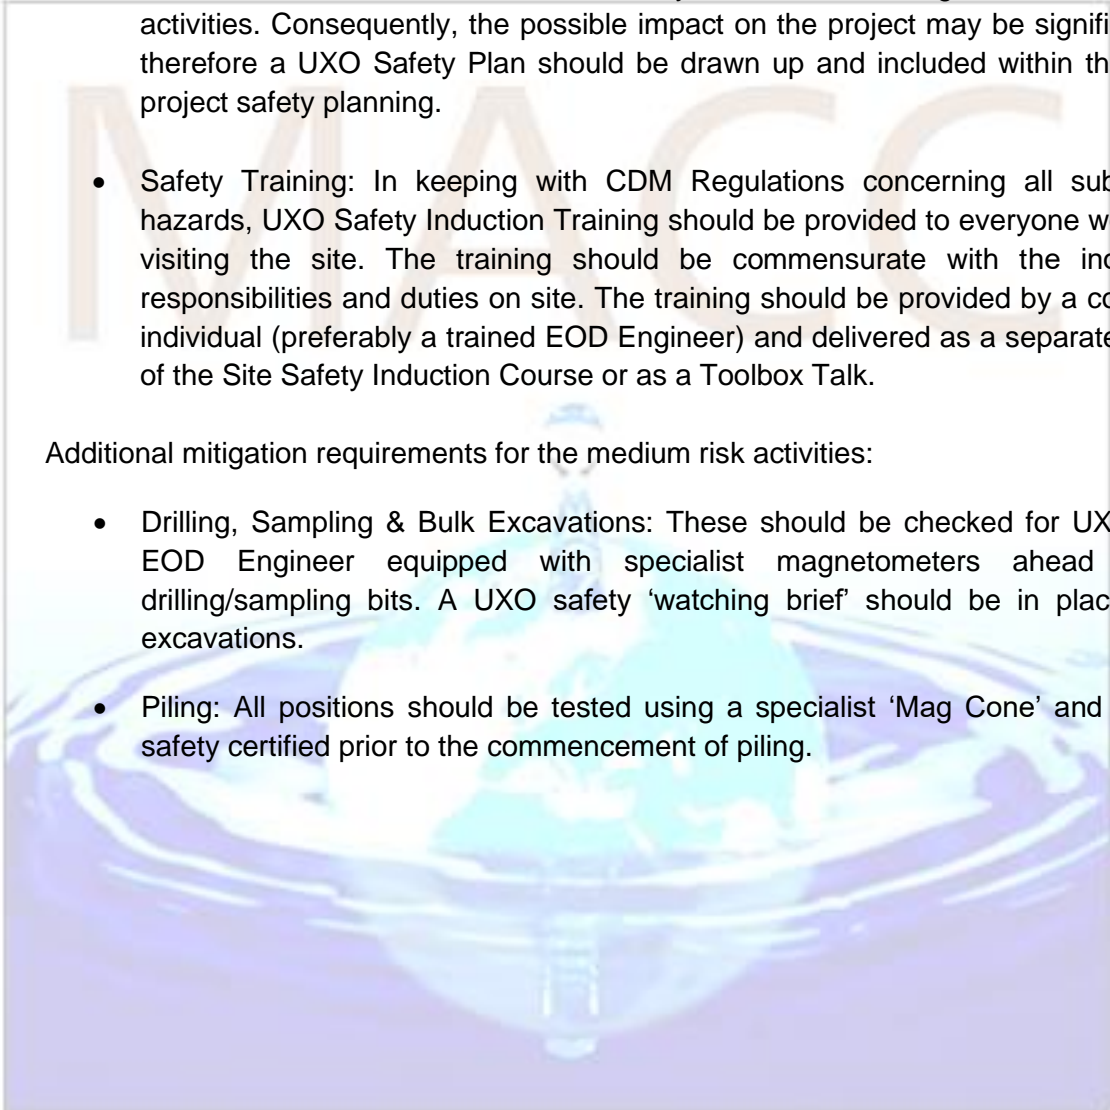 activities. Consequently, the possible impact on the project may be signifi
therefore a UXO Safety Plan should be drawn up and included within th
project safety planning.
• Safety Training: In keeping with CDM Regulations concerning all sub
hazards, UXO Safety Induction Training should be provided to everyone w
visiting the site. The training should be commensurate with the inc
responsibilities and duties on site. The training should be provided by a co
individual (preferably a trained EOD Engineer) and delivered as a separate
of the Site Safety Induction Course or as a Toolbox Talk.
Additional mitigation requirements for the medium risk activities:
• Drilling, Sampling & Bulk Excavations: These should be checked for UX
EOD Engineer equipped with specialist magnetometers ahead
drilling/sampling bits. A UXO safety ‘watching brief’ should be in plac
excavations.
• Piling: All positions should be tested using a specialist ‘Mag Cone’ and
safety certified prior to the commencement of piling.
MACC